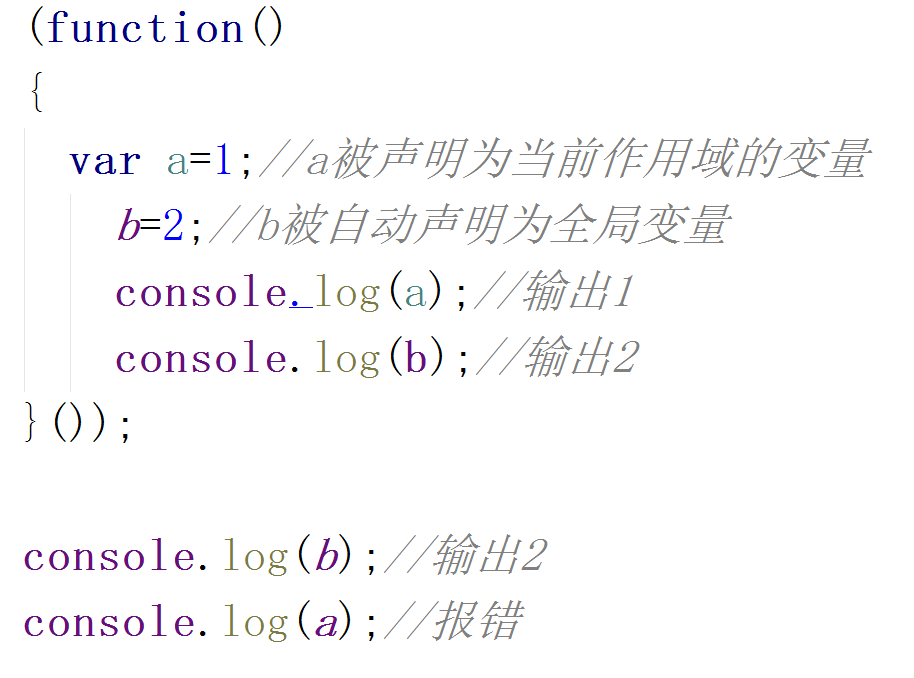 (function()
{
var a=1;//a被声明为当前作用域的变量
b=2;//b被自动声明为全局变量
console.log(a);//输出1
console.log(b);//输出2
}());
console.log(b);//输出2
console.log(a);//报错